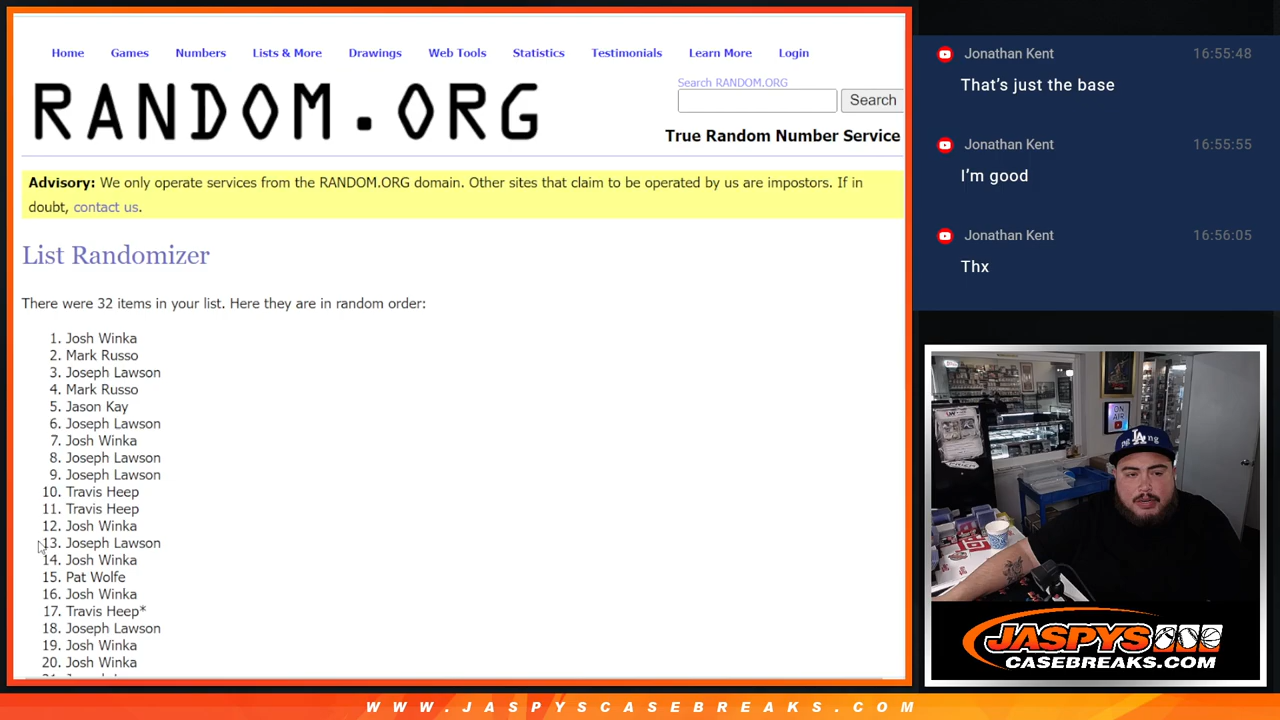 Home Games Numbers Lists & More Drawings Web Tools Statistics Testimonials Learn More Login
RANDOM.ORG
Search RANDOM.ORG
Search
True Random Number Service
Advisory: We only operate services from the RANDOM.ORG domain. Other sites that claim to be operated by us are impostors. If in
doubt, contact us.
List Randomizer
There were 32 items in your list. Here they are in random order:
1. Josh Winka
2. Mark Russo
3. Joseph Lawson
4. Mark Russo
5. Jason Kay
6. Joseph Lawson
7. Josh Winka
8. Joseph Lawson
9. Joseph Lawson
10. Travis Heep
11. Travis Heep
12. Josh Winka
13. Joseph Lawson
14. Josh Winka
15. Pat Wolfe
16. Josh Winka
17. Travis Heep*
18. Joseph Lawson
19. Josh Winka
20. Josh Winka
Jonathan Kent 16:55:48
That’s just the base
Jonathan Kent 16:55:55
I’m good
Jonathan Kent 16:56:05
Thx
ON
AIR
LA
JASPYS
CASEBREAKS.COM
WWW.JASPYSCASEBREAKS.COM